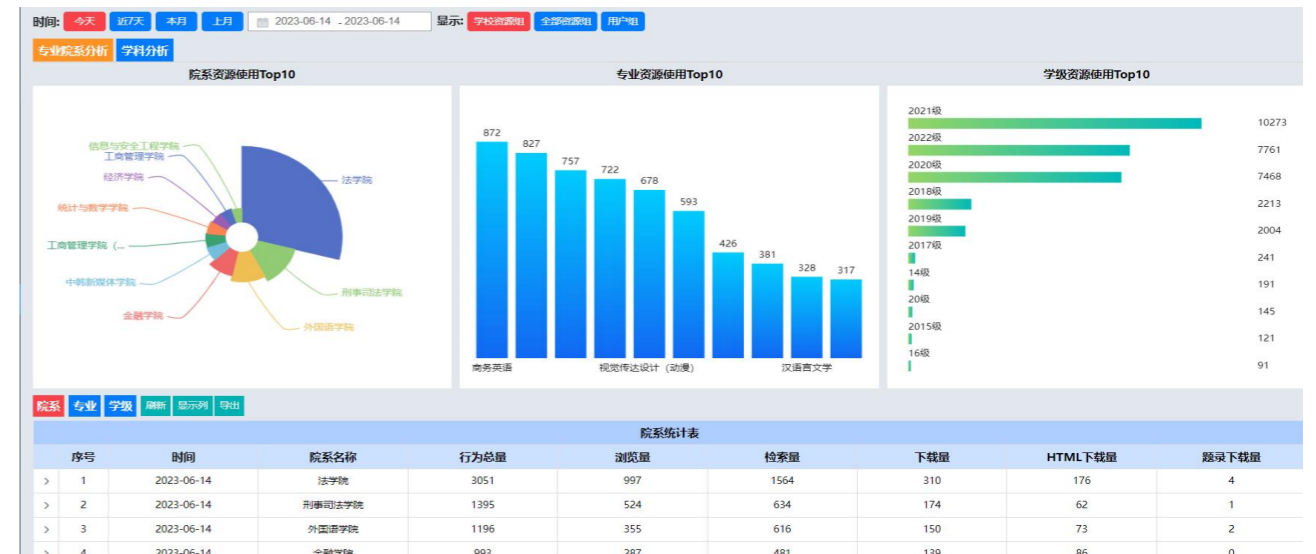 时间: 今天 近7天 本月 上月 2023-06-14 - 2023-06-14 显示: 学校资源组 全部资源组 用户组
专业院系分析 学科分析
院系资源使用Top10
信息与安全工程学院
工商管理学院
经济学院
统计与数学学院
工商管理学院 (...
中韩新媒体学院
金融学院
法学院
刑事司法学院
外国语学院
专业资源使用Top10
872
827
757
722
678
593
426
381
328
317
商务英语 视觉传达设计（动漫） 汉语言文学
学级资源使用Top10
2021级 10273
2022级 7761
2020级 7468
2018级 2213
2019级 2004
2017级 241
14级 191
20级 145
2015级 121
16级 91
院系 专业 学级 刷新 显示列 导出
院系统计表
序号 时间 院系名称 行为总量 浏览量 检索量 下载量 HTML下载量 题录下载量
> 1 2023-06-14 法学院 3051 997 1564 310 176 4
> 2 2023-06-14 刑事司法学院 1395 524 634 174 62 1
> 3 2023-06-14 外国语学院 1196 355 616 150 73 2
> 4 2023-06-14 金融学院 993 287 481 139 86 0